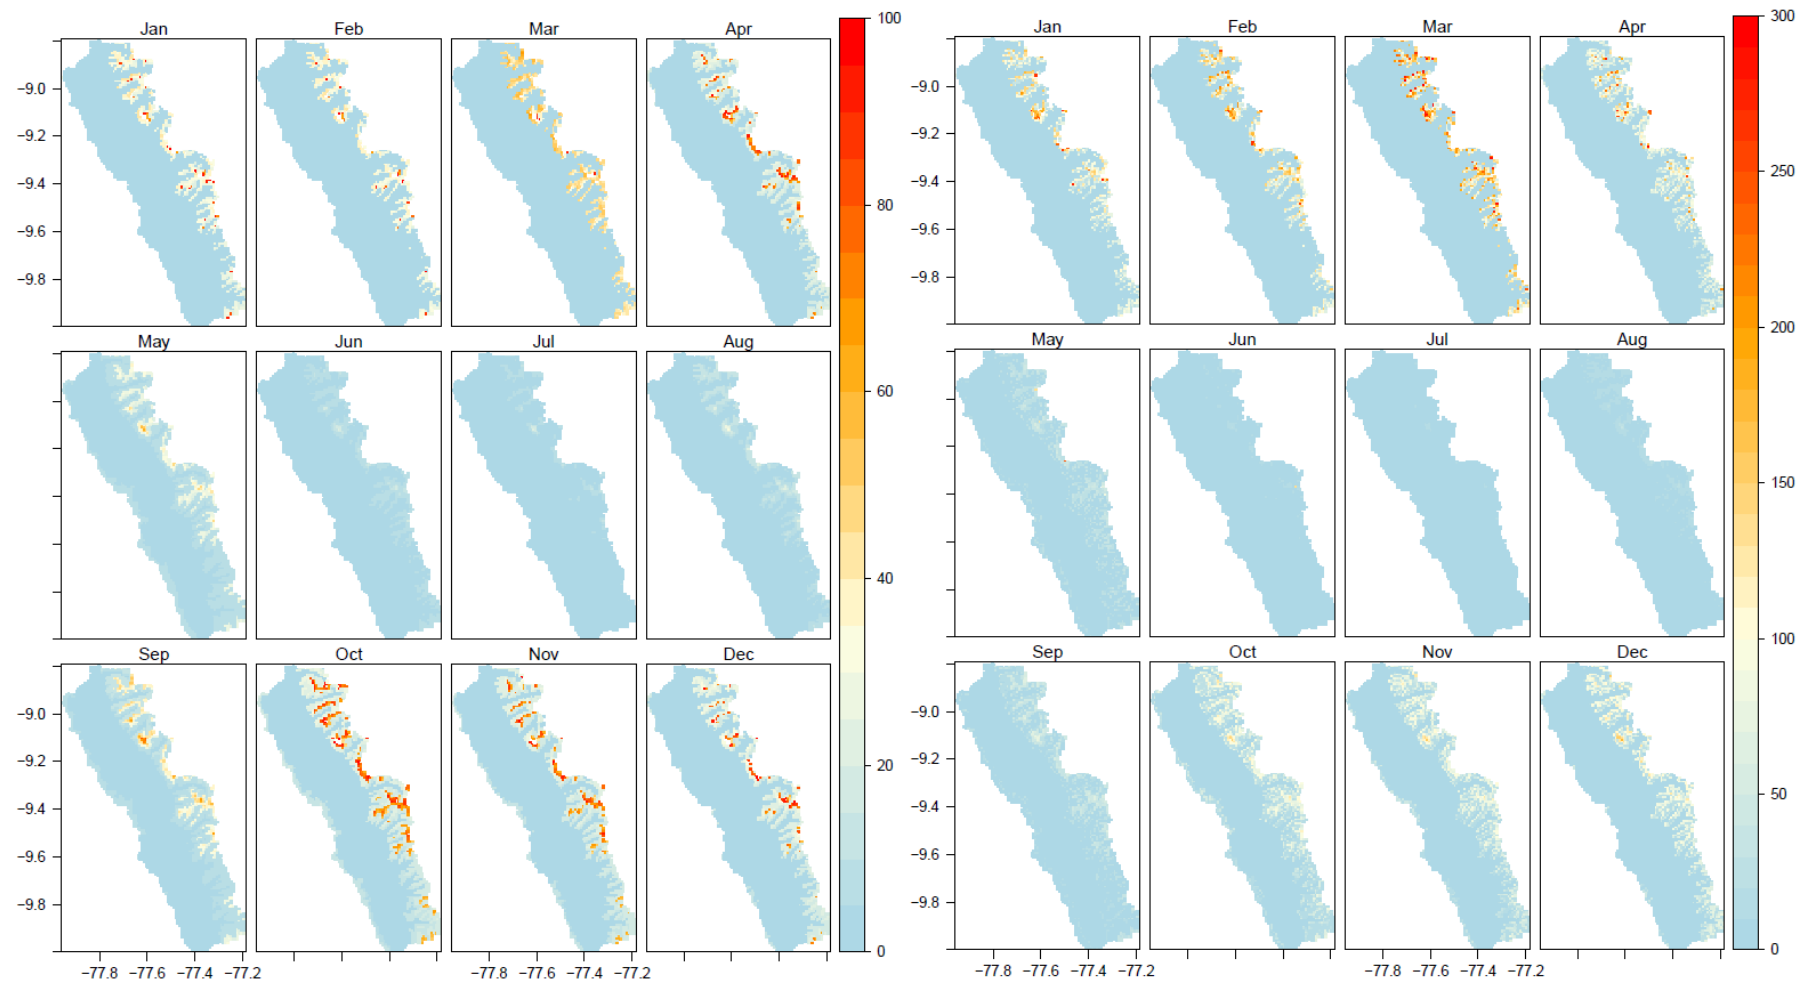 Jan Feb Mar Apr 100 Jan Feb Mar Apr 300
−9.0 −9.0
−9.2 −9.2
−9.4 80 −9.4 250
−9.6 −9.6
−9.8 −9.8
May Jun Jul Aug May Jun Jul Aug 200
60
150
40
Sep Oct Nov Dec Sep Oct Nov Dec 100
−9.0 −9.0
−9.2 20 −9.2
−9.4 −9.4 50
−9.6 −9.6
−9.8 −9.8
0 0
−77.8 −77.6 −77.4 −77.2 −77.8 −77.6 −77.4 −77.2 −77.8 −77.6 −77.4 −77.2 −77.8 −77.6 −77.4 −77.2